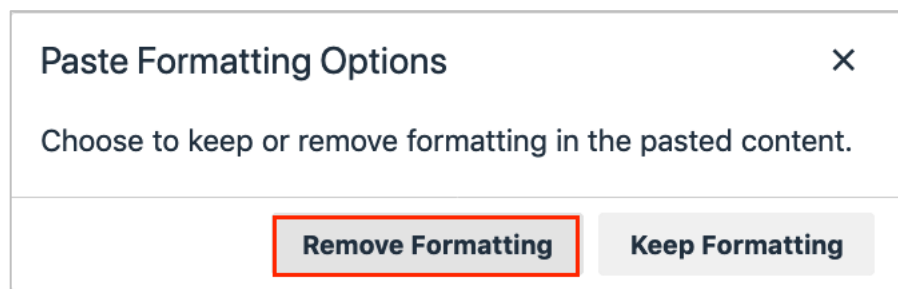 Paste Formatting Options
Choose to keep or remove formatting in the pasted content.
Remove Formatting Keep Formatting